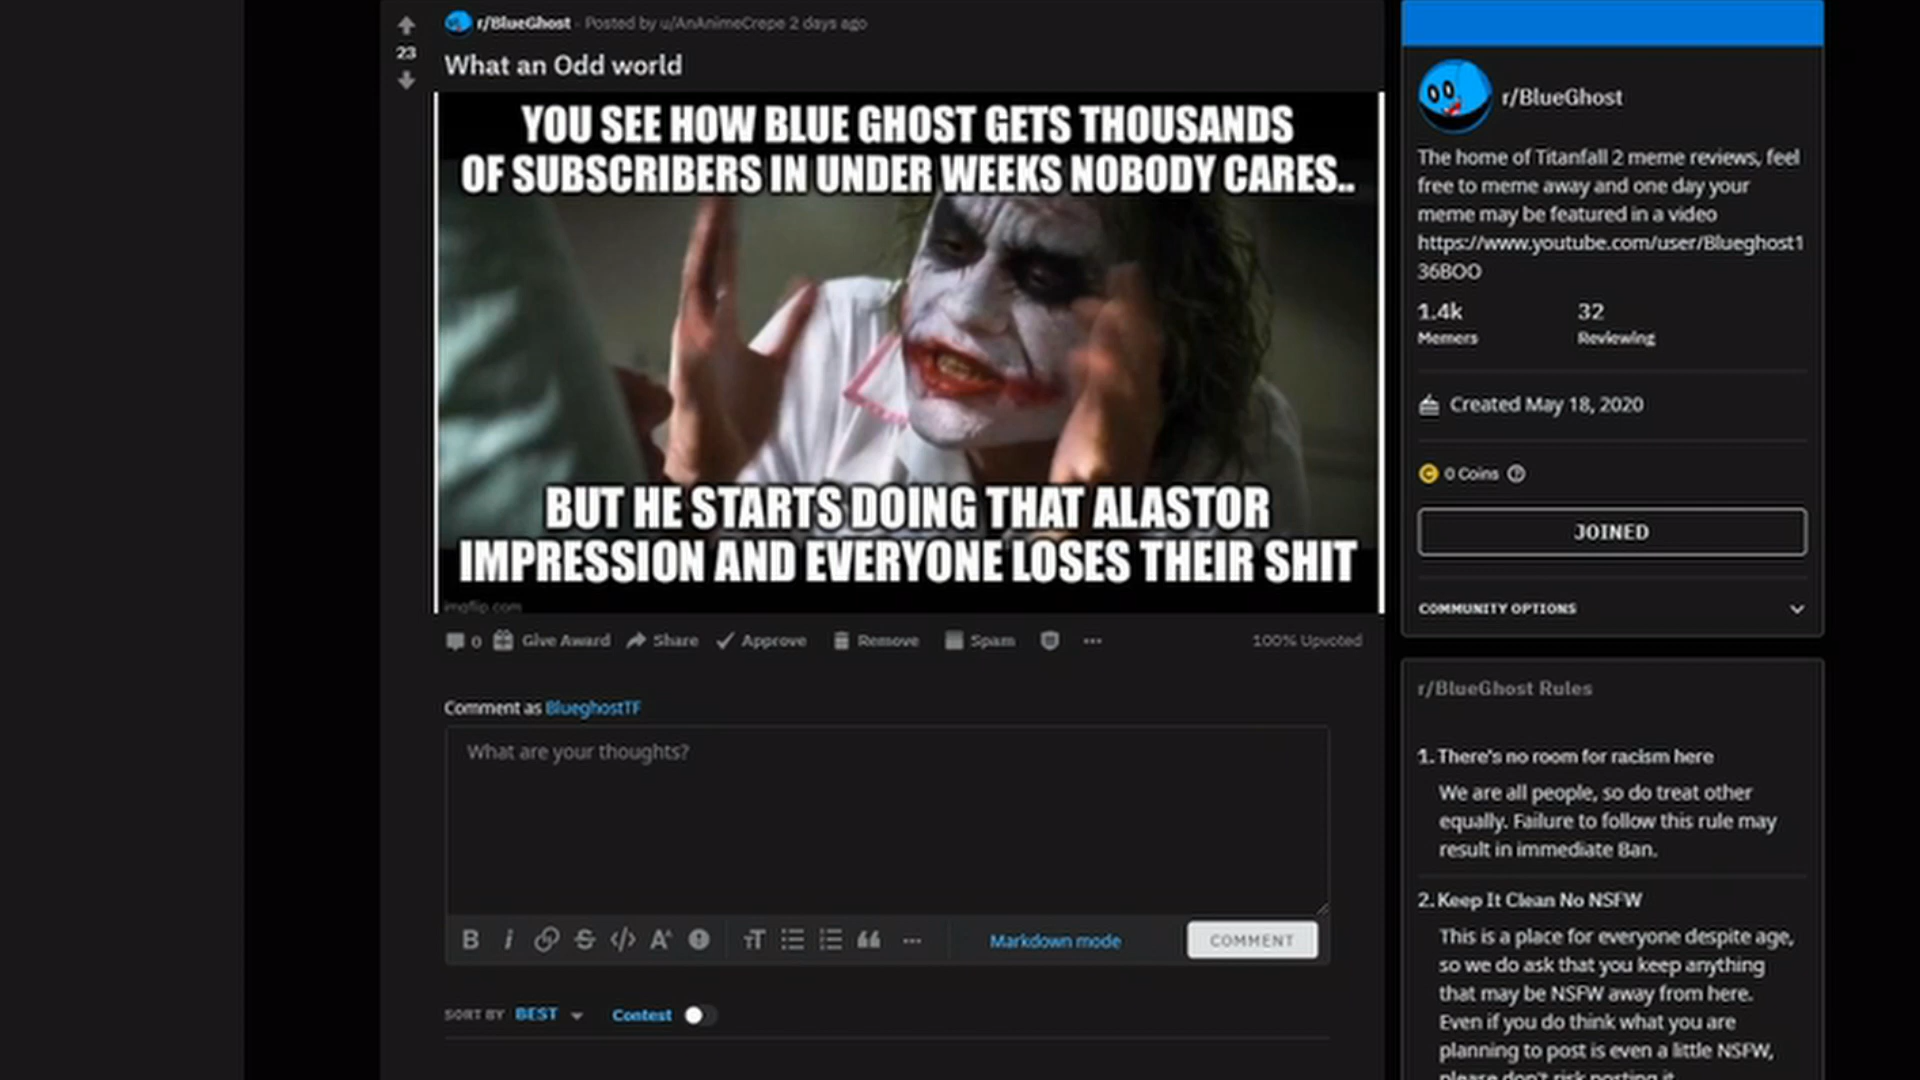 r/BlueGhost · Posted by u/AnAnimeCrepe 2 days ago
23
What an Odd world
YOU SEE HOW BLUE GHOST GETS THOUSANDS
OF SUBSCRIBERS IN UNDER WEEKS NOBODY CARES..
BUT HE STARTS DOING THAT ALASTOR
IMPRESSION AND EVERYONE LOSES THEIR SHIT
imgflip.com
0 Give Award Share Approve Remove Spam ... 100% Upvoted
Comment as BlueghostTF
What are your thoughts?
Markdown mode
COMMENT
SORT BY BEST
Contest
r/BlueGhost
The home of Titanfall 2 meme reviews, feel
free to meme away and one day your
meme may be featured in a video
https://www.youtube.com/user/Blueghost1
36BOO
1.4k 32
Memers Reviewing
Created May 18, 2020
0 Coins
JOINED
COMMUNITY OPTIONS
r/BlueGhost Rules
1. There's no room for racism here
We are all people, so do treat other
equally. Failure to follow this rule may
result in immediate Ban.
2. Keep It Clean No NSFW
This is a place for everyone despite age,
so we do ask that you keep anything
that may be NSFW away from here.
Even if you do think what you are
planning to post is even a little NSFW,
please don't risk posting it